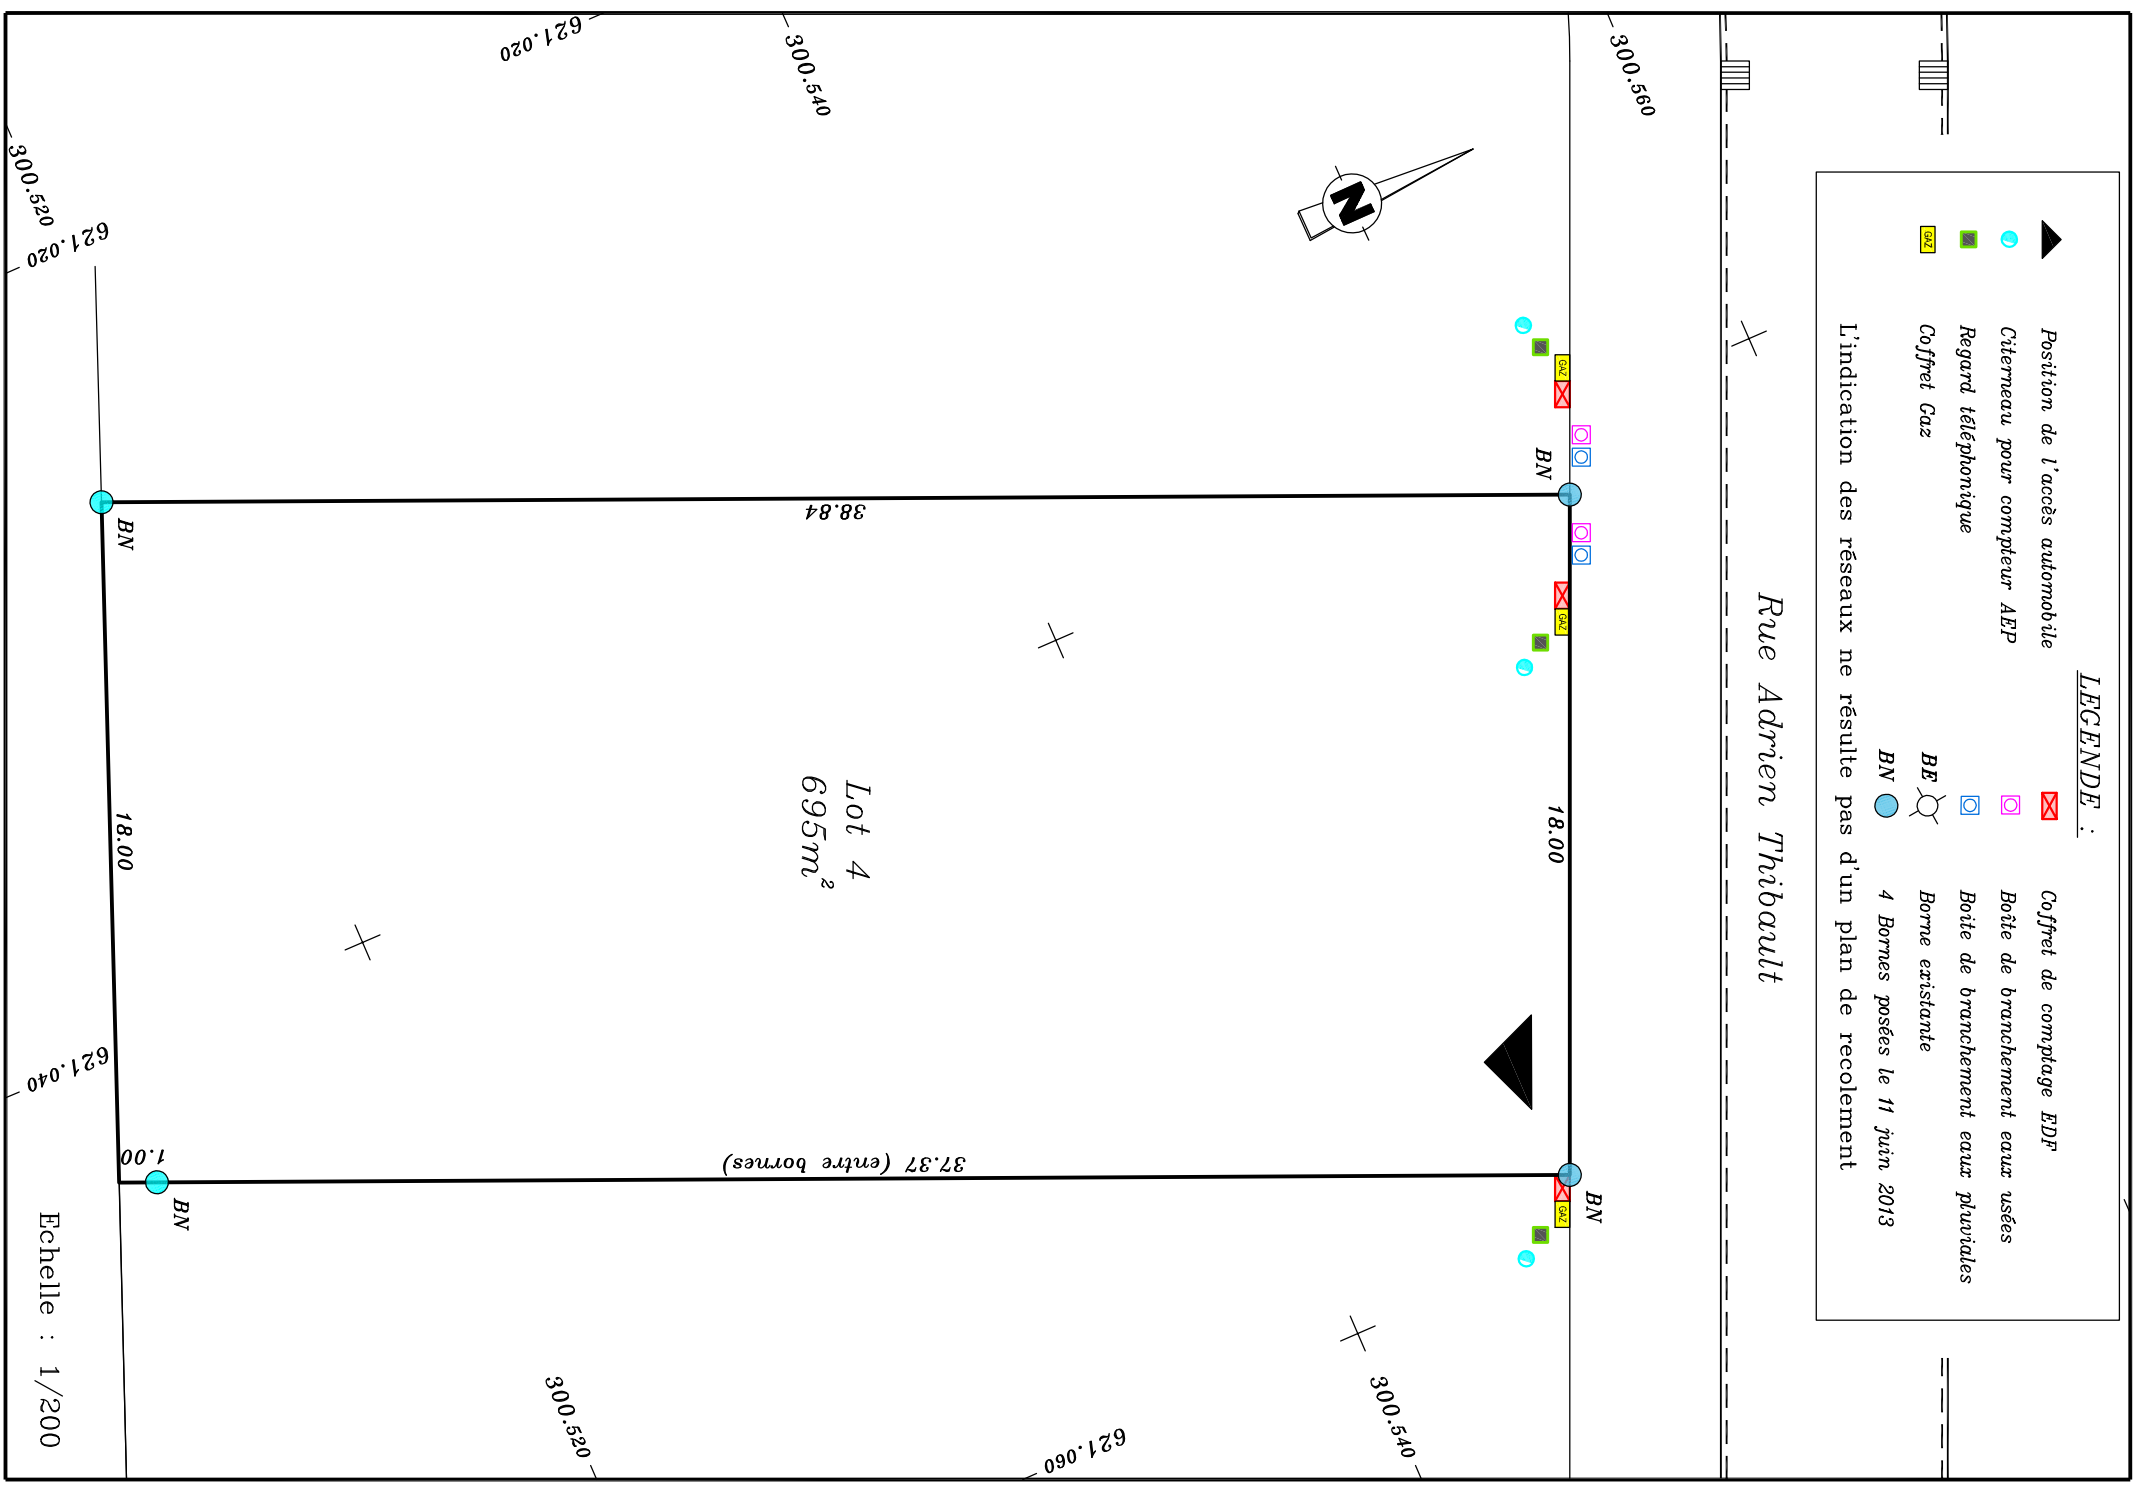 LEGENDE :
Position de l'accès automobile
Citerneau pour compteur AEP
Regard téléphonique
GAZ Coffret Gaz
Coffret de comptage EDF
Boîte de branchement eaux usées
Boite de branchement eaux pluviales
BE Borne existante
BN 4 Bornes posées le 11 juin 2013
L'indication des réseaux ne résulte pas d'un plan de recolement
Rue Adrien Thibault
300.560
300.540
621.020
300.520
621.020
N
GAZ
BN
GAZ
18.00
BN
GAZ
38.84
Lot 4
695m²
37.37 (entre bornes)
BN
18.00
1.00
BN
621.040
300.540
621.060
300.520
Echelle : 1/200